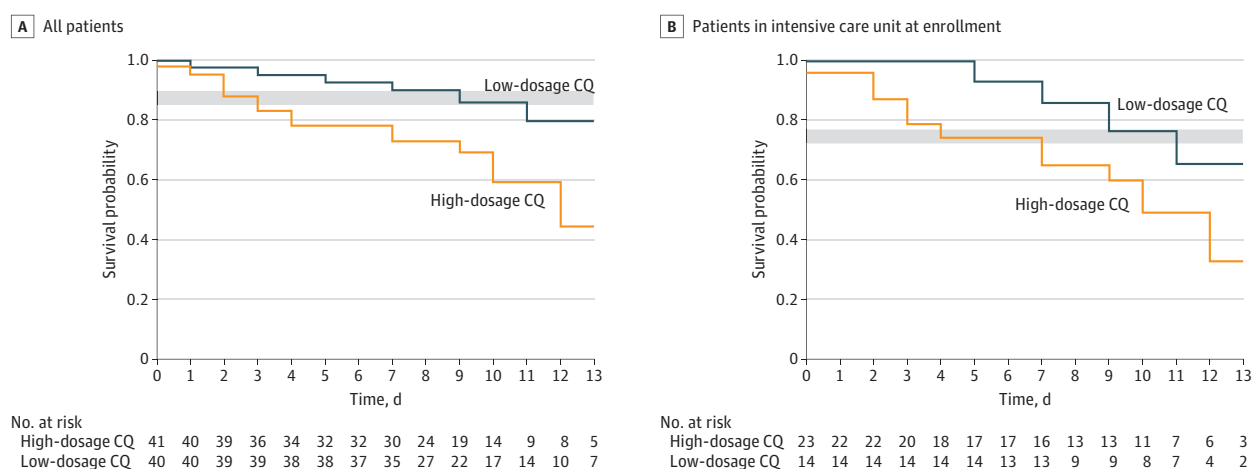 A All patients
1.0
0.8
0.6
0.4
0.2
0
Survival probability
Low-dosage CQ
High-dosage CQ
0 1 2 3 4 5 6 7 8 9 10 11 12 13
Time, d
No. at risk
High-dosage CQ 41 40 39 36 34 32 32 30 24 19 14 9 8 5
Low-dosage CQ 40 40 39 39 38 38 37 35 27 22 17 14 10 7
B Patients in intensive care unit at enrollment
1.0
0.8
0.6
0.4
0.2
0
Survival probability
Low-dosage CQ
High-dosage CQ
0 1 2 3 4 5 6 7 8 9 10 11 12 13
Time, d
No. at risk
High-dosage CQ 23 22 22 20 18 17 17 16 13 13 11 7 6 3
Low-dosage CQ 14 14 14 14 14 14 13 13 9 9 8 7 4 2